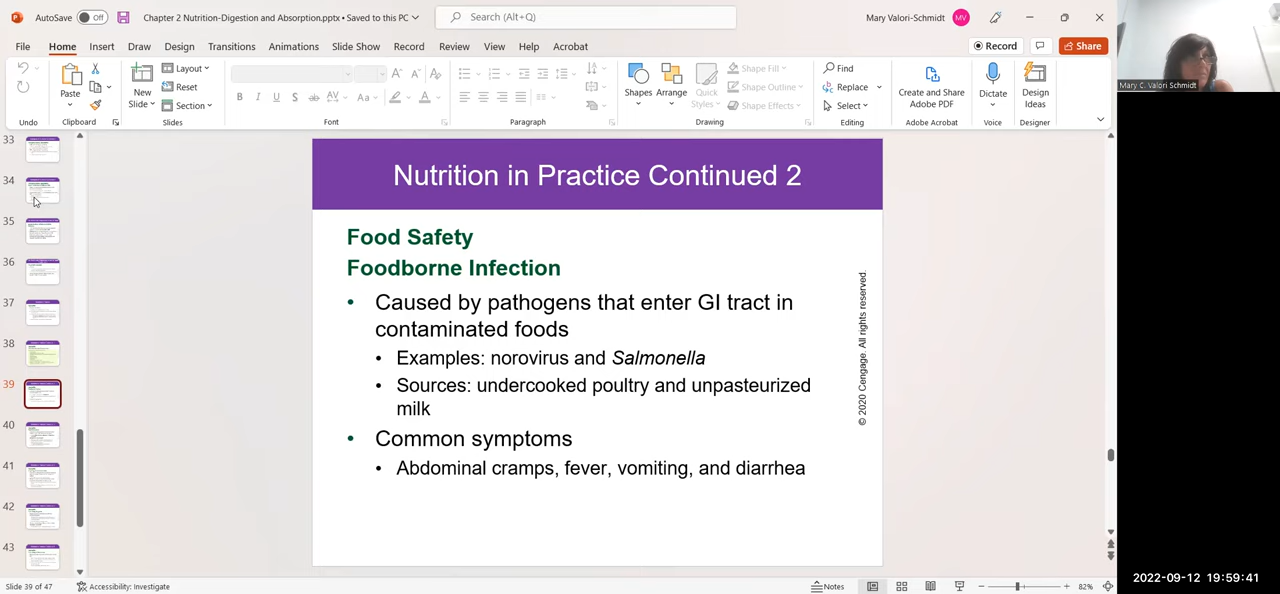 AutoSave Off Chapter 2 Nutrition-Digestion and Absorption.pptx • Saved to this PC Search (Alt+Q) Mary Valori-Schmidt MV
File Home Insert Draw Design Transitions Animations Slide Show Record Review View Help Acrobat Record Share
Paste
New
Slide
Layout
Reset
Section
B I U S ab AV Aa A
Shapes
Arrange
Quick
Styles
Shape Fill
Shape Outline
Shape Effects
Find
Replace
Select
Create and Share
Adobe PDF
Dictate
Design
Ideas
Undo Clipboard Slides Font Paragraph Drawing Editing Adobe Acrobat Voice Designer
Mary C. Valori Schmidt
33
34
35
36
37
38
39
40
41
42
43
Nutrition in Practice Continued 2
Food Safety
Foodborne Infection
• Caused by pathogens that enter GI tract in
contaminated foods
• Examples: norovirus and Salmonella
• Sources: undercooked poultry and unpasteurized
milk
• Common symptoms
• Abdominal cramps, fever, vomiting, and diarrhea
© 2020 Cengage. All rights reserved.
Slide 39 of 47 Accessibility: Investigate Notes 82%
2022-09-12 19:59:41